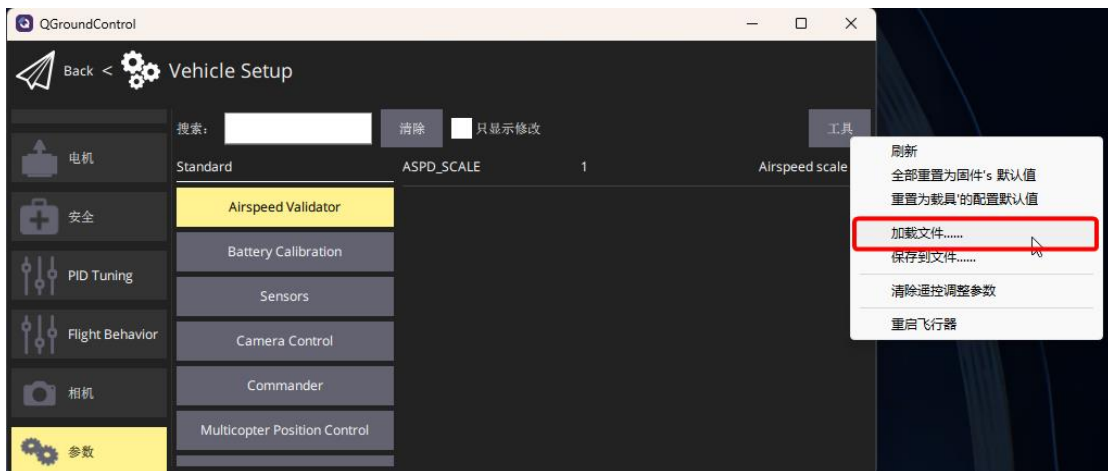 QGroundControl
Back < Vehicle Setup
搜索： 清除 只显示修改 工具
电机
安全
PID Tuning
Flight Behavior
相机
参数
Standard
Airspeed Validator
Battery Calibration
Sensors
Camera Control
Commander
Multicopter Position Control
ASPD_SCALE 1 Airspeed scale
刷新
全部重置为固件's 默认值
重置为载具'的配置默认值
加载文件......
保存到文件......
清除遥控调整参数
重启飞行器